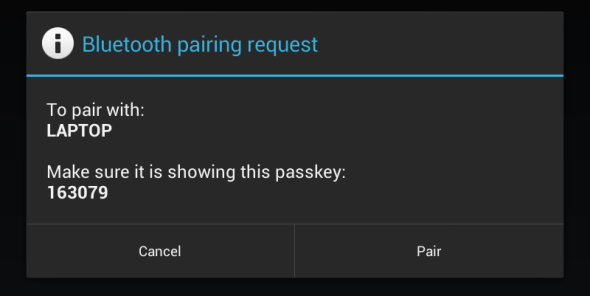 Bluetooth pairing request
To pair with:
LAPTOP
Make sure it is showing this passkey:
163079
Cancel
Pair